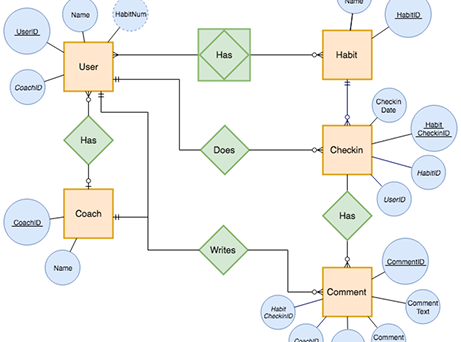 Name
HabitNum
Name
UserID
HabitID
User
Has
Habit
CoachID
Checkin
Date
Habit
CheckinID
Has
Does
Checkin
HabitID
UserID
Coach
CoachID
Has
Writes
Name
CommentID
Comment
Habit
CheckinID
Comment
Text
CoachID
Comment